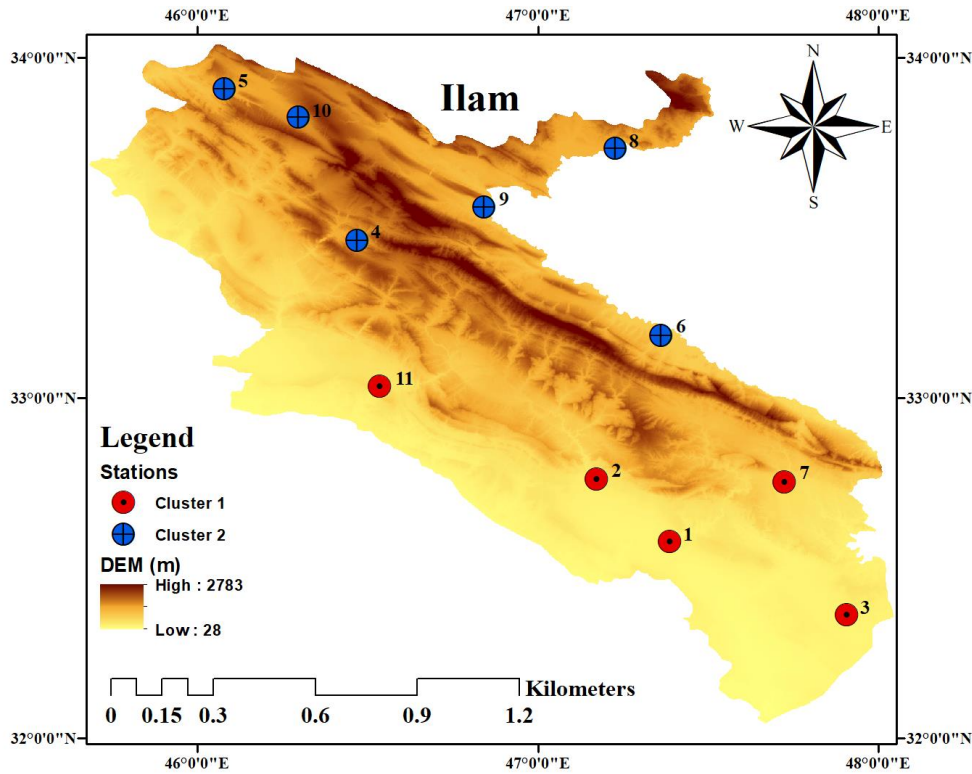 46°0'0"E 47°0'0"E 48°0'0"E
34°0'0"N 34°0'0"N
N
Ilam
5
10
W E
8
S
9
4
6
11
33°0'0"N 33°0'0"N
Legend
Stations
2
7
Cluster 1
Cluster 2
1
DEM (m)
High : 2783
3
Low : 28
Kilometers
0 0.15 0.3 0.6 0.9 1.2
32°0'0"N 32°0'0"N
46°0'0"E 47°0'0"E 48°0'0"E